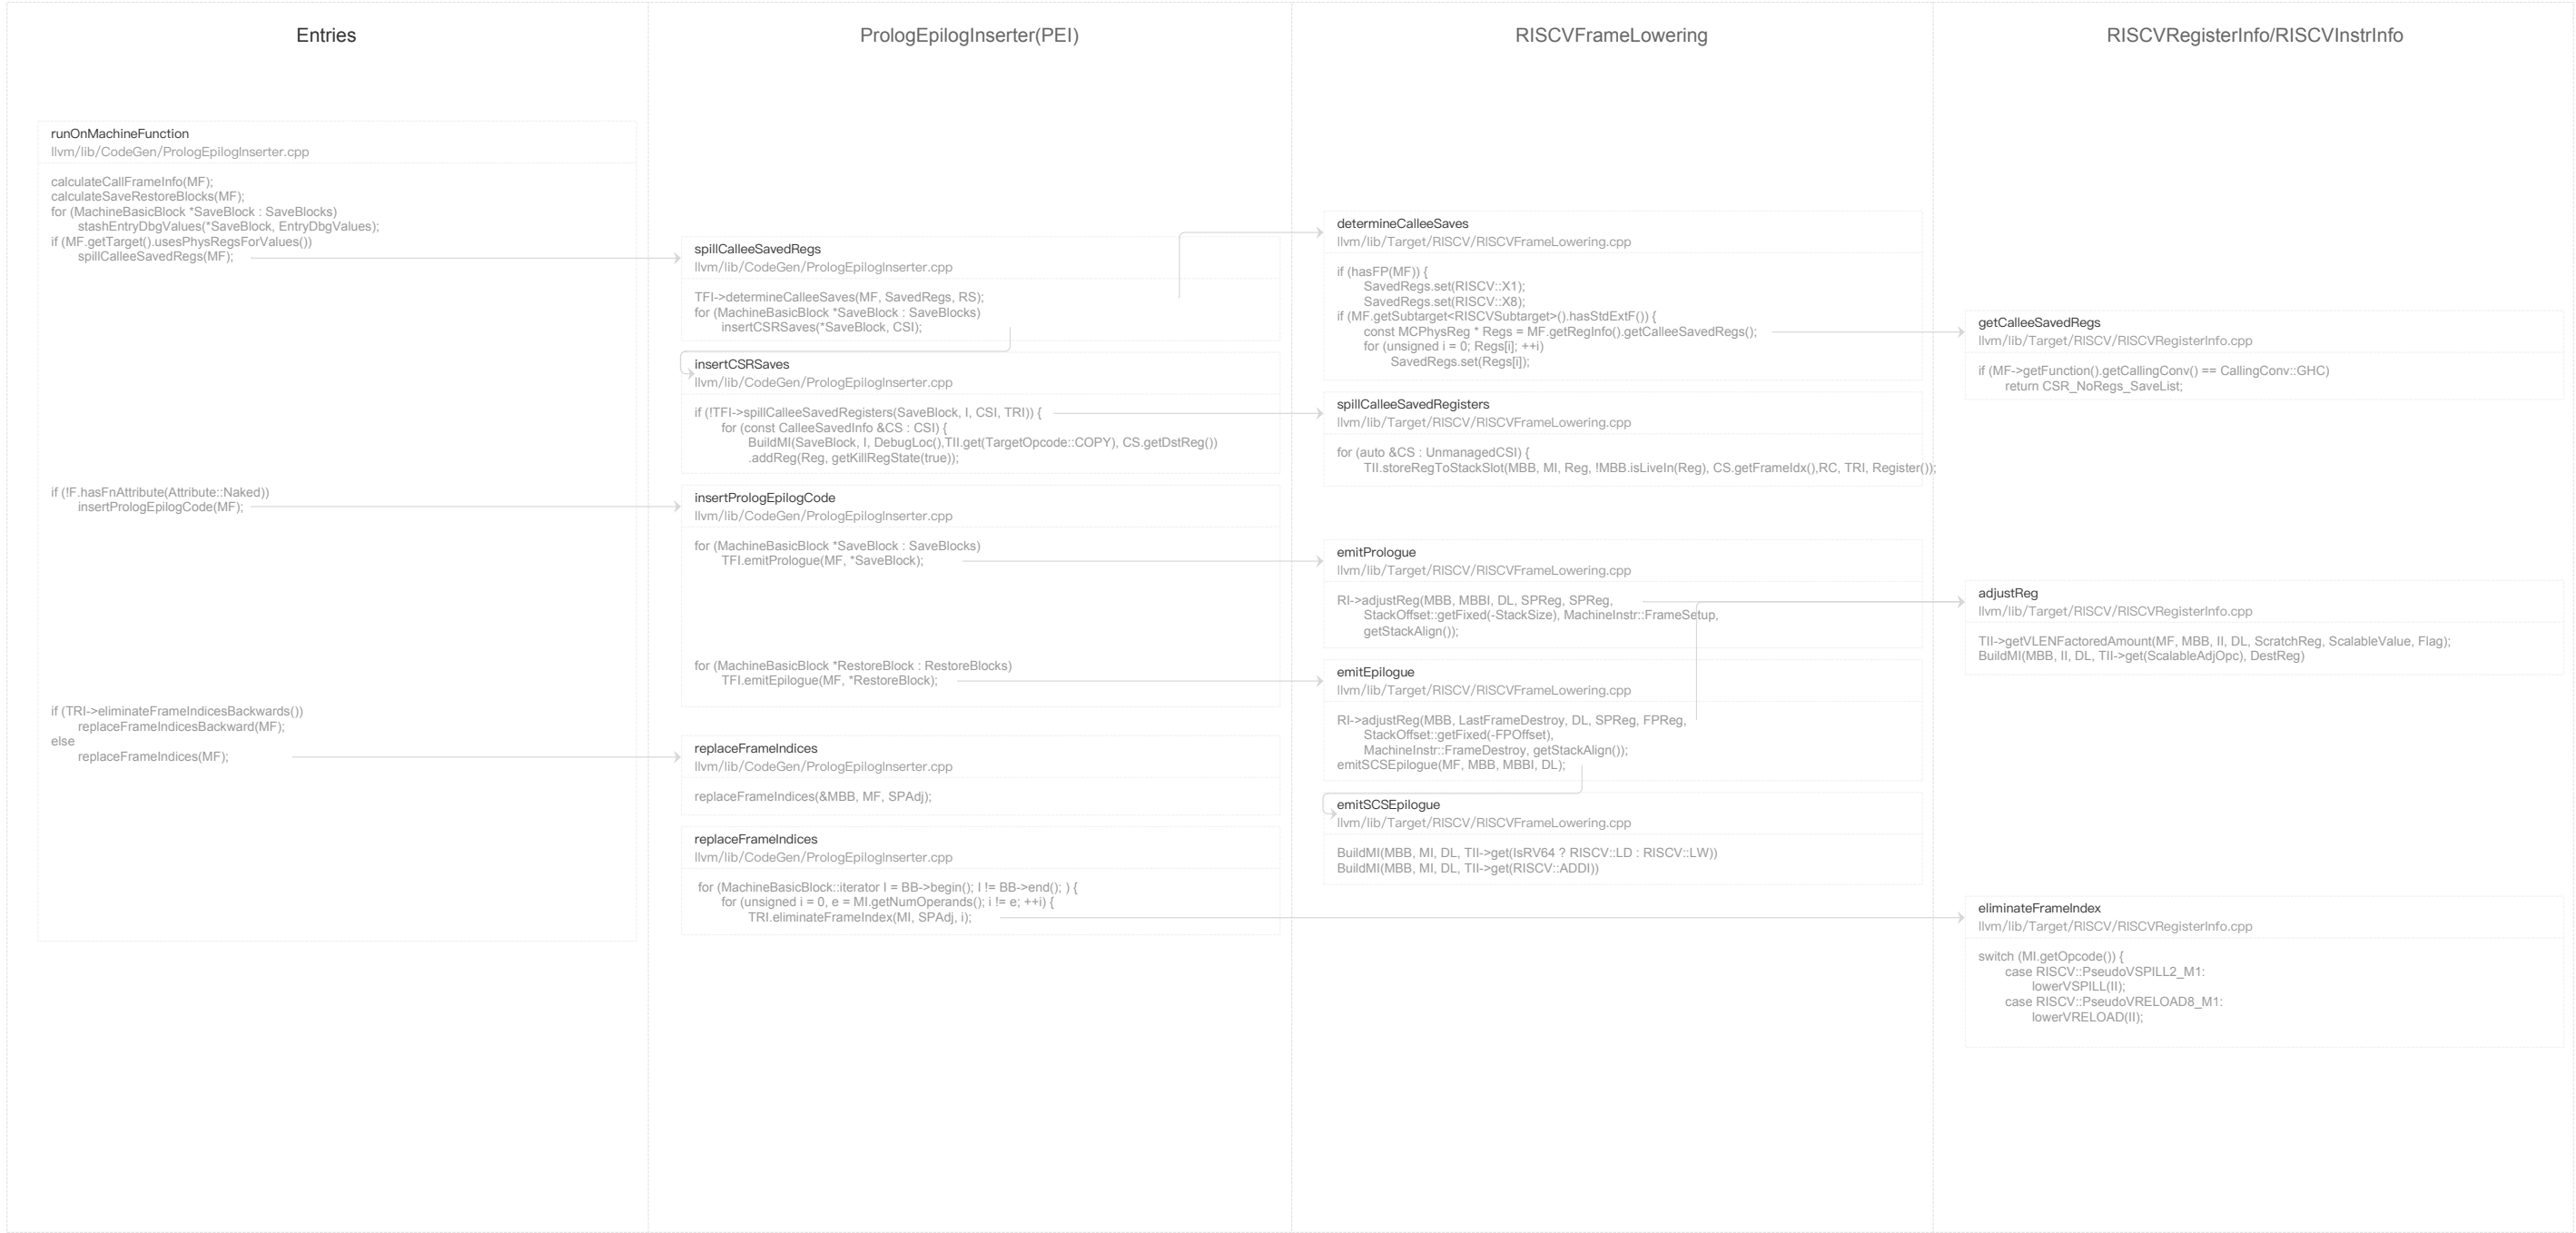 Entries
runOnMachineFunction
llvm/lib/CodeGen/PrologEpilogInserter.cpp
calculateCallFrameInfo(MF);
calculateSaveRestoreBlocks(MF);
for (MachineBasicBlock *SaveBlock : SaveBlocks)
stashEntryDbgValues(*SaveBlock, EntryDbgValues);
if (MF.getTarget().usesPhysRegsForValues())
spillCalleeSavedRegs(MF);
if (!F.hasFnAttribute(Attribute::Naked))
insertPrologEpilogCode(MF);
if (TRI->eliminateFrameIndicesBackwards())
replaceFrameIndicesBackward(MF);
else
replaceFrameIndices(MF);
PrologEpilogInserter(PEI)
spillCalleeSavedRegs
llvm/lib/CodeGen/PrologEpilogInserter.cpp
TFI->determineCalleeSaves(MF, SavedRegs, RS);
for (MachineBasicBlock *SaveBlock : SaveBlocks)
insertCSRSaves(*SaveBlock, CSI);
insertCSRSaves
llvm/lib/CodeGen/PrologEpilogInserter.cpp
if (!TFI->spillCalleeSavedRegisters(SaveBlock, I, CSI, TRI)) {
for (const CalleeSavedInfo &CS : CSI) {
BuildMI(SaveBlock, I, DebugLoc(),TII.get(TargetOpcode::COPY), CS.getDstReg())
.addReg(Reg, getKillRegState(true));
insertPrologEpilogCode
llvm/lib/CodeGen/PrologEpilogInserter.cpp
for (MachineBasicBlock *SaveBlock : SaveBlocks)
TFI.emitPrologue(MF, *SaveBlock);
for (MachineBasicBlock *RestoreBlock : RestoreBlocks)
TFI.emitEpilogue(MF, *RestoreBlock);
replaceFrameIndices
llvm/lib/CodeGen/PrologEpilogInserter.cpp
replaceFrameIndices(&MBB, MF, SPAdj);
replaceFrameIndices
llvm/lib/CodeGen/PrologEpilogInserter.cpp
for (MachineBasicBlock::iterator I = BB->begin(); I != BB->end(); ) {
for (unsigned i = 0, e = MI.getNumOperands(); i != e; ++i) {
TRI.eliminateFrameIndex(MI, SPAdj, i);
RISCVFrameLowering
determineCalleeSaves
llvm/lib/Target/RISCV/RISCVFrameLowering.cpp
if (hasFP(MF)) {
SavedRegs.set(RISCV::X1);
SavedRegs.set(RISCV::X8);
if (MF.getSubtarget<RISCVSubtarget>().hasStdExtF()) {
const MCPhysReg * Regs = MF.getRegInfo().getCalleeSavedRegs();
for (unsigned i = 0; Regs[i]; ++i)
SavedRegs.set(Regs[i]);
spillCalleeSavedRegisters
llvm/lib/Target/RISCV/RISCVFrameLowering.cpp
for (auto &CS : UnmanagedCSI) {
TII.storeRegToStackSlot(MBB, MI, Reg, !MBB.isLiveIn(Reg), CS.getFrameIdx(),RC, TRI, Register());
emitPrologue
llvm/lib/Target/RISCV/RISCVFrameLowering.cpp
RI->adjustReg(MBB, MBBI, DL, SPReg, SPReg,
StackOffset::getFixed(-StackSize), MachineInstr::FrameSetup,
getStackAlign());
emitEpilogue
llvm/lib/Target/RISCV/RISCVFrameLowering.cpp
RI->adjustReg(MBB, LastFrameDestroy, DL, SPReg, FPReg,
StackOffset::getFixed(-FPOffset),
MachineInstr::FrameDestroy, getStackAlign());
emitSCSEpilogue(MF, MBB, MBBI, DL);
emitSCSEpilogue
llvm/lib/Target/RISCV/RISCVFrameLowering.cpp
BuildMI(MBB, MI, DL, TII->get(IsRV64 ? RISCV::LD : RISCV::LW))
BuildMI(MBB, MI, DL, TII->get(RISCV::ADDI))
RISCVRegisterInfo/RISCVInstrInfo
getCalleeSavedRegs
llvm/lib/Target/RISCV/RISCVRegisterInfo.cpp
if (MF->getFunction().getCallingConv() == CallingConv::GHC)
return CSR_NoRegs_SaveList;
adjustReg
llvm/lib/Target/RISCV/RISCVRegisterInfo.cpp
TII->getVLENFactoredAmount(MF, MBB, II, DL, ScratchReg, ScalableValue, Flag);
BuildMI(MBB, II, DL, TII->get(ScalableAdjOpc), DestReg)
eliminateFrameIndex
llvm/lib/Target/RISCV/RISCVRegisterInfo.cpp
switch (MI.getOpcode()) {
case RISCV::PseudoVSPILL2_M1:
lowerVSPILL(II);
case RISCV::PseudoVRELOAD8_M1:
lowerVRELOAD(II);